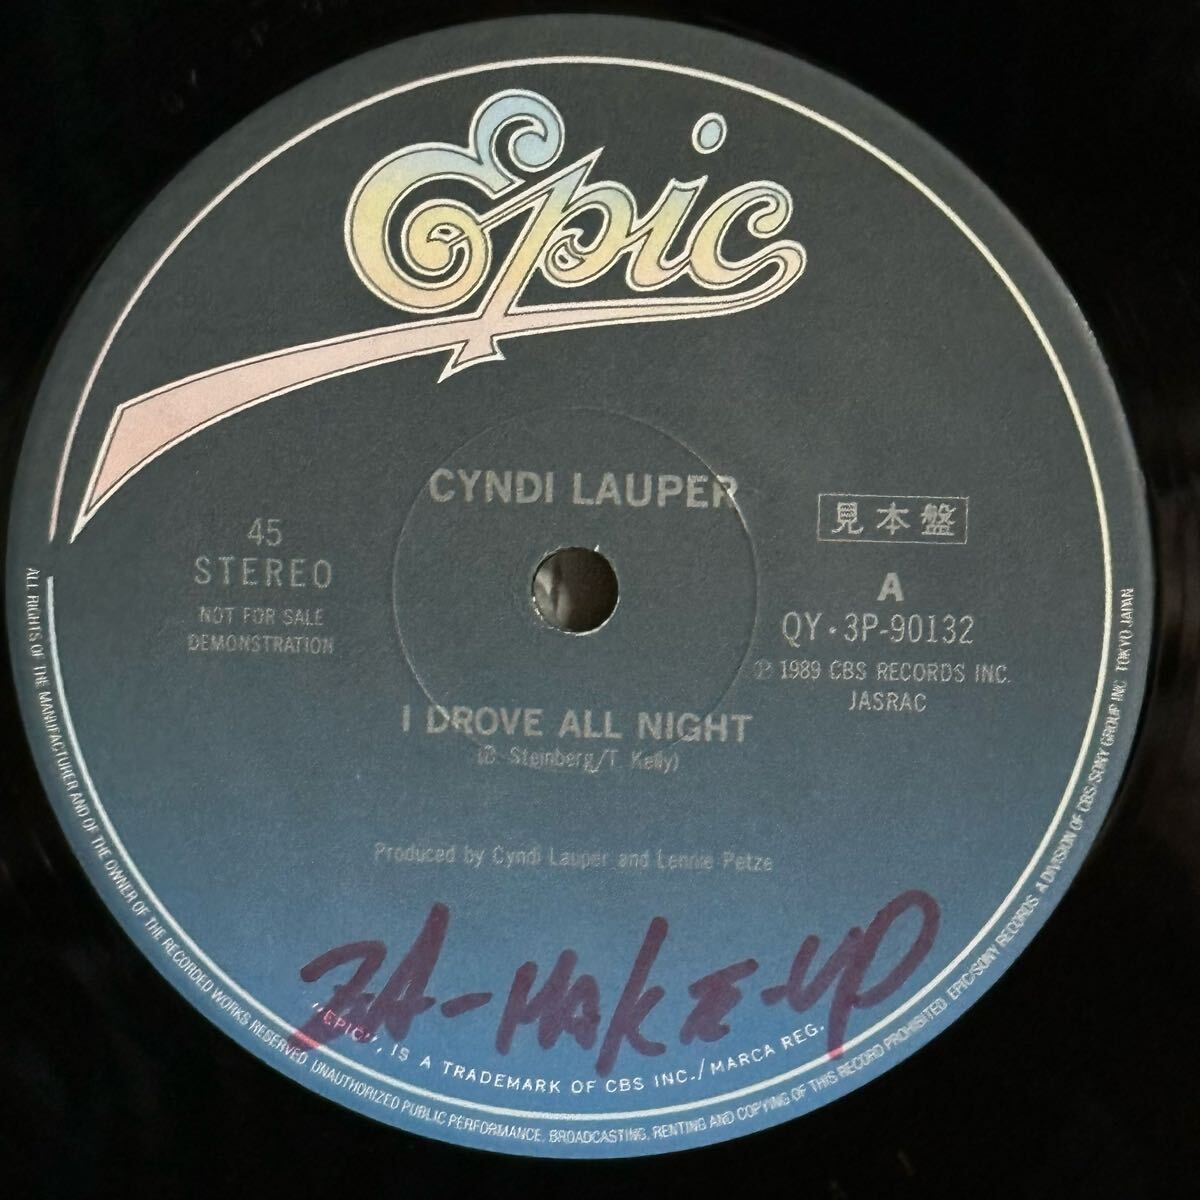 Epic
CYNDI LAUPER
45
STEREO
NOT FOR SALE
DEMONSTRATION
見本盤
A
QY・3P-90132
Ⓟ 1989 CBS RECORDS INC.
JASRAC
I DROVE ALL NIGHT
(B. Steinberg/T. Kelly)
Produced by Cyndi Lauper and Lennie Petze
ZA-MAKE-UP
"EPIC", IS A TRADEMARK OF CBS INC./MARCA REG.
ALL RIGHTS OF THE MANUFACTURER AND OF THE OWNER OF THE RECORDED WORKS RESERVED. UNAUTHORIZED PUBLIC PERFORMANCE, BROADCASTING, RENTING AND COPYING OF THIS RECORD PROHIBITED. EPIC/SONY RECORDS. A DIVISION OF CBS/SONY GROUP INC. TOKYO JAPAN